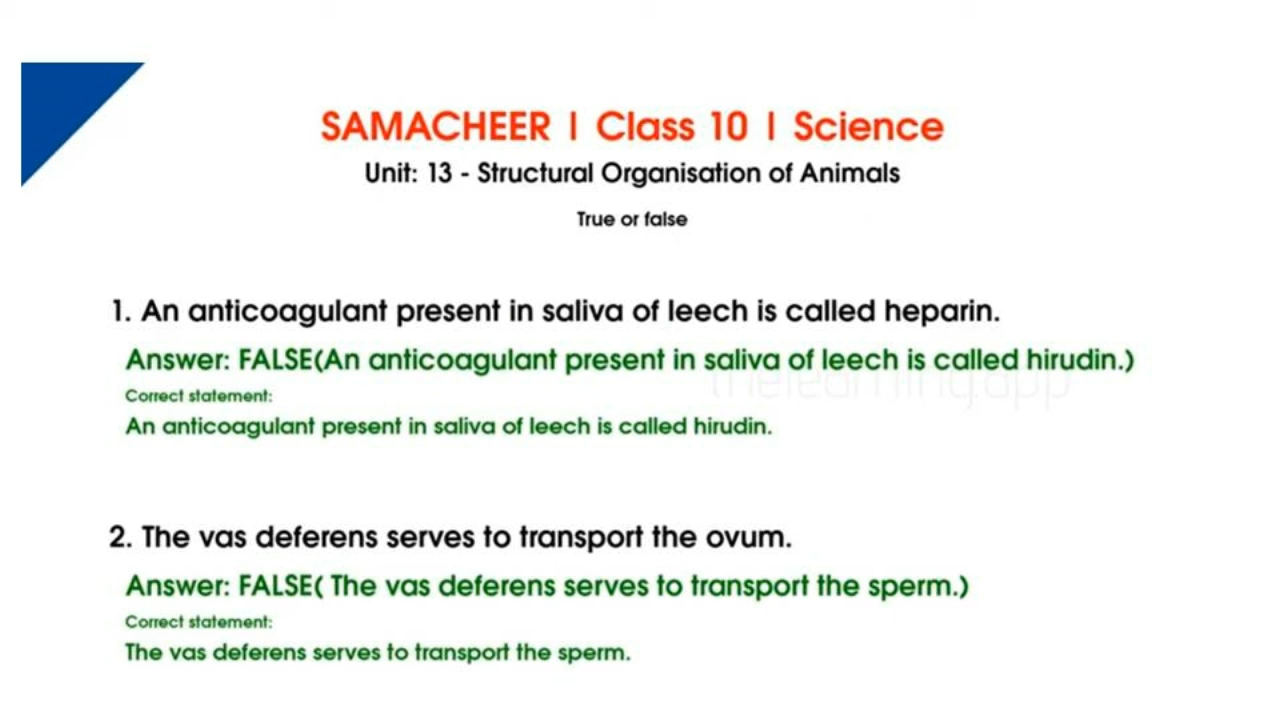 SAMACHEER | Class 10 | Science
Unit: 13 - Structural Organisation of Animals
True or false
1. An anticoagulant present in saliva of leech is called heparin.
Answer: FALSE(An anticoagulant present in saliva of leech is called hirudin.)
thelearning.app
Correct statement:
An anticoagulant present in saliva of leech is called hirudin.
2. The vas deferens serves to transport the ovum.
Answer: FALSE( The vas deferens serves to transport the sperm.)
Correct statement:
The vas deferens serves to transport the sperm.